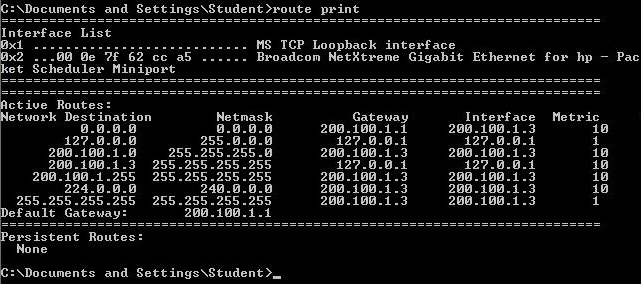 C:\Documents and Settings\Student>route print
===========================================================================
Interface List
0x1 ........................... MS TCP Loopback interface
0x2 ...00 0e 7f 62 cc a5 ...... Broadcom NetXtreme Gigabit Ethernet for hp - Pac
ket Scheduler Miniport
===========================================================================
===========================================================================
Active Routes:
Network Destination        Netmask          Gateway       Interface  Metric
          0.0.0.0          0.0.0.0      200.100.1.1     200.100.1.3      10
        127.0.0.0        255.0.0.0        127.0.0.1       127.0.0.1       1
      200.100.1.0    255.255.255.0      200.100.1.3     200.100.1.3      10
      200.100.1.3  255.255.255.255        127.0.0.1       127.0.0.1      10
    200.100.1.255  255.255.255.255      200.100.1.3     200.100.1.3      10
        224.0.0.0        240.0.0.0      200.100.1.3     200.100.1.3      10
  255.255.255.255  255.255.255.255      200.100.1.3     200.100.1.3       1
Default Gateway:       200.100.1.1
===========================================================================
Persistent Routes:
  None
C:\Documents and Settings\Student>_